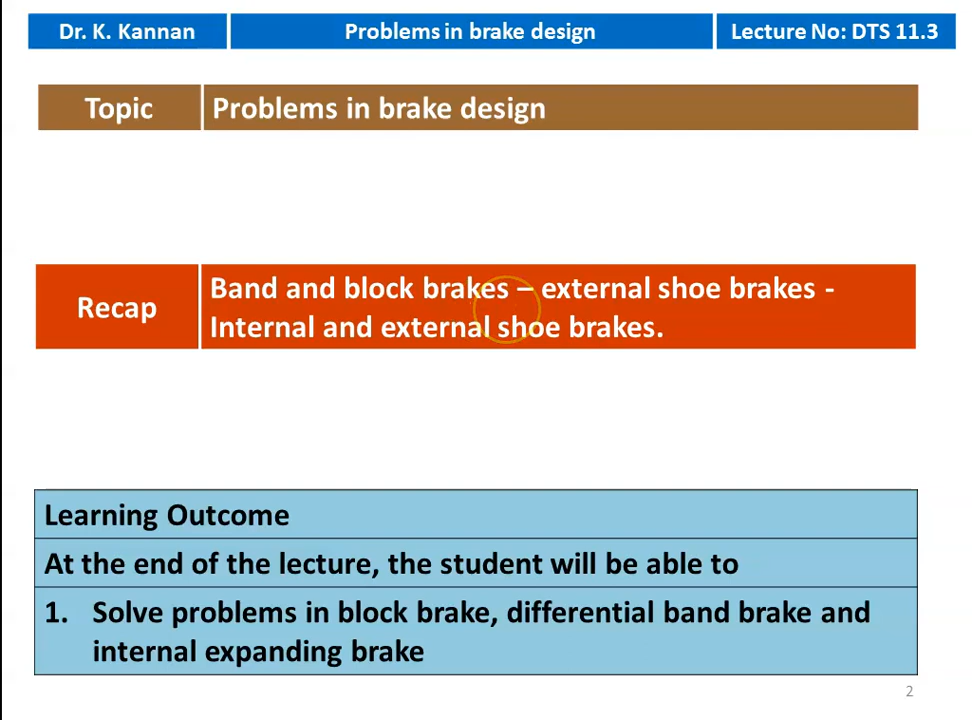 Dr. K. Kannan
Problems in brake design
Lecture No: DTS 11.3
Topic
Problems in brake design
Recap
Band and block brakes – external shoe brakes -
Internal and external shoe brakes.
Learning Outcome
At the end of the lecture, the student will be able to
1. Solve problems in block brake, differential band brake and
internal expanding brake
2